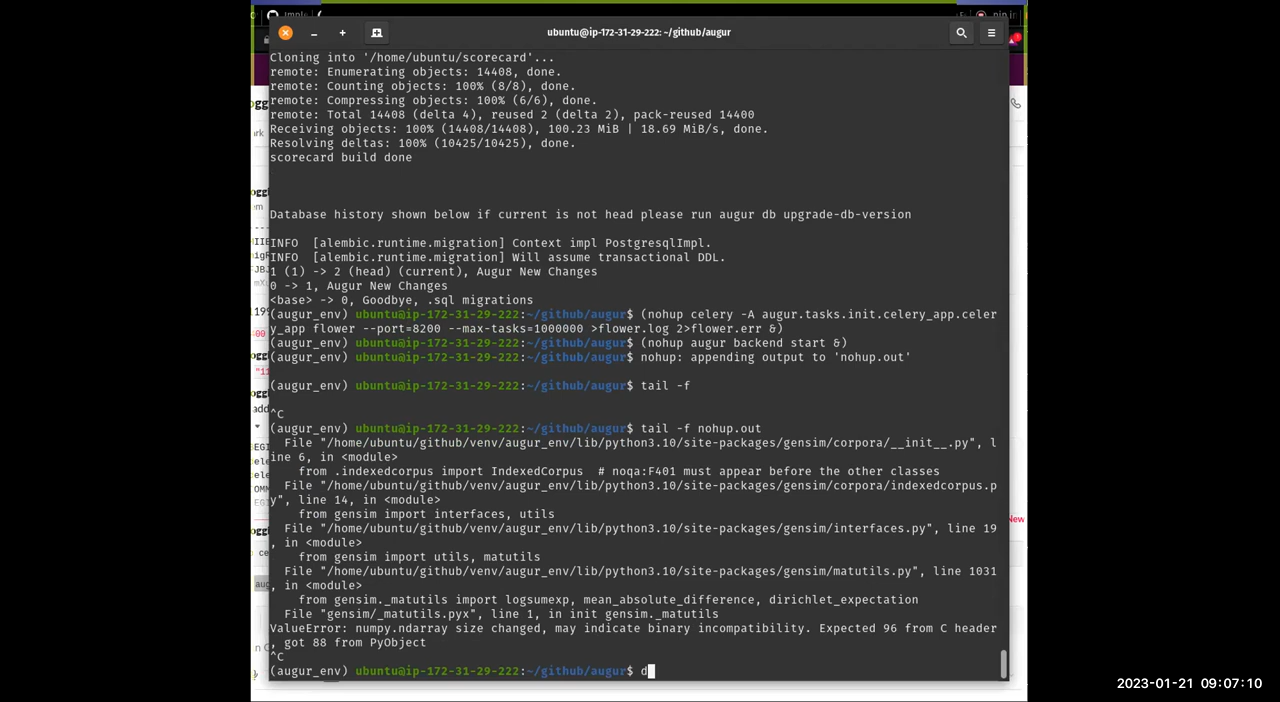 ubuntu@ip-172-31-29-222: ~/github/augur
Cloning into '/home/ubuntu/scorecard'...
remote: Enumerating objects: 14408, done.
remote: Counting objects: 100% (8/8), done.
remote: Compressing objects: 100% (6/6), done.
remote: Total 14408 (delta 4), reused 2 (delta 2), pack-reused 14400
Receiving objects: 100% (14408/14408), 100.23 MiB | 18.69 MiB/s, done.
Resolving deltas: 100% (10425/10425), done.
scorecard build done
Database history shown below if current is not head please run augur db upgrade-db-version
INFO  [alembic.runtime.migration] Context impl PostgresqlImpl.
INFO  [alembic.runtime.migration] Will assume transactional DDL.
1 (1) -> 2 (head) (current), Augur New Changes
0 -> 1, Augur New Changes
<base> -> 0, Goodbye, .sql migrations
(augur_env) ubuntu@ip-172-31-29-222:~/github/augur$ (nohup celery -A augur.tasks.init.celery_app.celer
y_app flower --port=8200 --max-tasks=1000000 >flower.log 2>flower.err &)
(augur_env) ubuntu@ip-172-31-29-222:~/github/augur$ (nohup augur backend start &)
(augur_env) ubuntu@ip-172-31-29-222:~/github/augur$ nohup: appending output to 'nohup.out'
(augur_env) ubuntu@ip-172-31-29-222:~/github/augur$ tail -f
^C
(augur_env) ubuntu@ip-172-31-29-222:~/github/augur$ tail -f nohup.out
File "/home/ubuntu/github/venv/augur_env/lib/python3.10/site-packages/gensim/corpora/__init__.py", l
ine 6, in <module>
from .indexedcorpus import IndexedCorpus  # noqa:F401 must appear before the other classes
File "/home/ubuntu/github/venv/augur_env/lib/python3.10/site-packages/gensim/corpora/indexedcorpus.p
y", line 14, in <module>
from gensim import interfaces, utils
File "/home/ubuntu/github/venv/augur_env/lib/python3.10/site-packages/gensim/interfaces.py", line 19
, in <module>
from gensim import utils, matutils
File "/home/ubuntu/github/venv/augur_env/lib/python3.10/site-packages/gensim/matutils.py", line 1031
, in <module>
from gensim._matutils import logsumexp, mean_absolute_difference, dirichlet_expectation
File "gensim/_matutils.pyx", line 1, in init gensim._matutils
ValueError: numpy.ndarray size changed, may indicate binary incompatibility. Expected 96 from C header
, got 88 from PyObject
^C
(augur_env) ubuntu@ip-172-31-29-222:~/github/augur$ d
New
2023-01-21 09:07:10